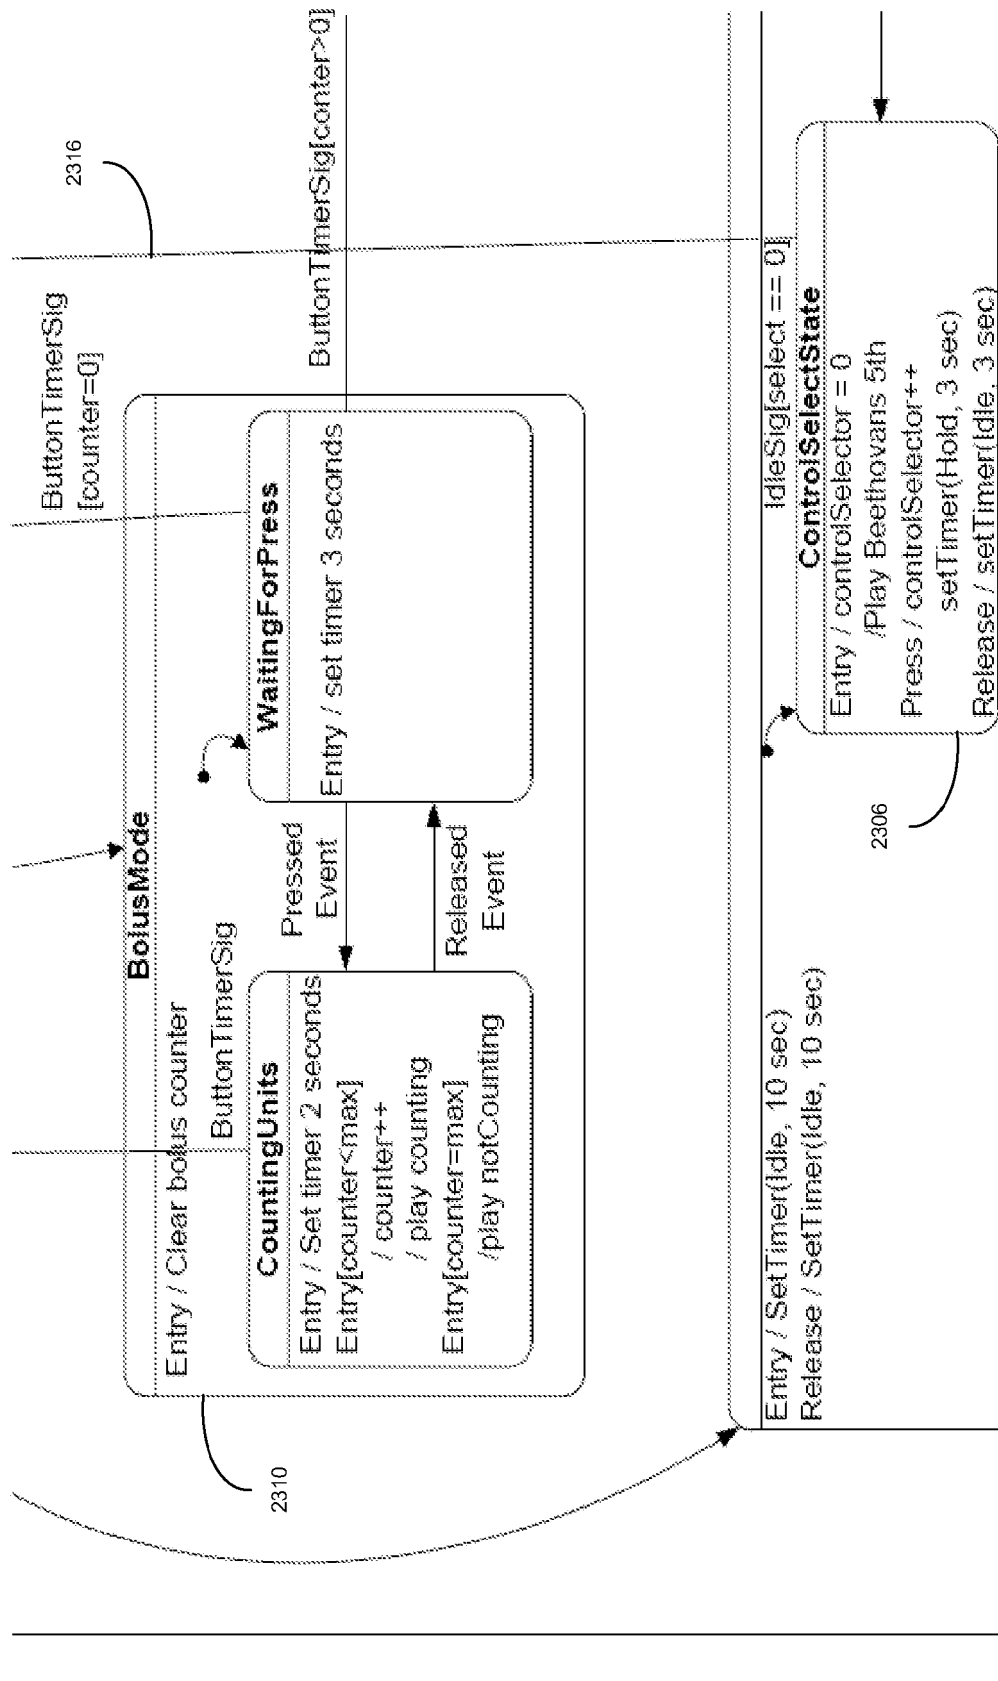 2316
ButtonTimerSig
[counter=0]
ButtonTimerSig[conter>0]
BolusMode
Entry / Clear bolus counter
ButtonTimerSig
CountingUnits
Entry / Set timer 2 seconds
Entry[counter<max]
/ counter++
/ play counting
Entry[counter=max]
/play notCounting
Pressed
Event
Released
Event
WaitingForPress
Entry / set timer 3 seconds
2310
Entry / SetTimer(Idle, 10 sec)
Release / SetTimer(Idle, 10 sec)
IdleSig[select == 0]
ControlSelectState
Entry / controlSelector = 0
/Play Beethovans 5th
Press / controlSelector++
setTimer(Hold, 3 sec)
Release / setTimer(Idle, 3 sec)
2306